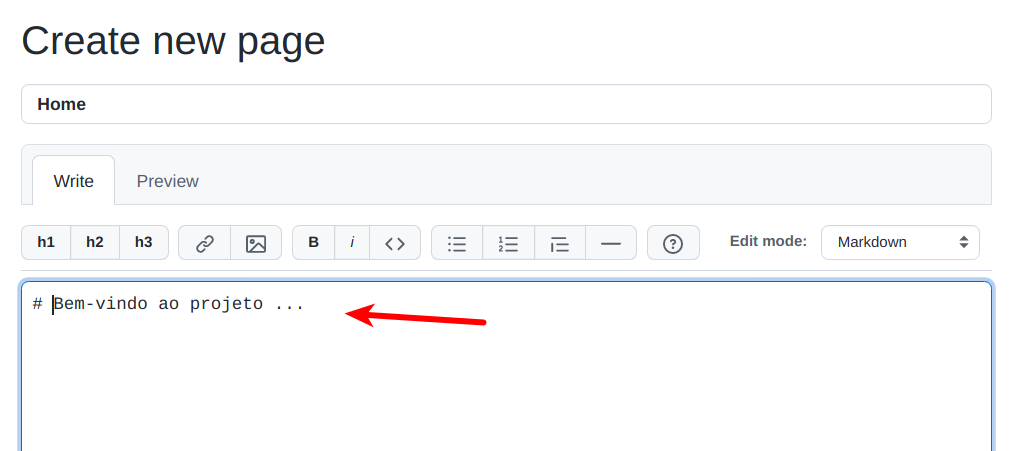 Create new page
Home
Write Preview
h1 h2 h3 B i Edit mode: Markdown
# Bem-vindo ao projeto ...